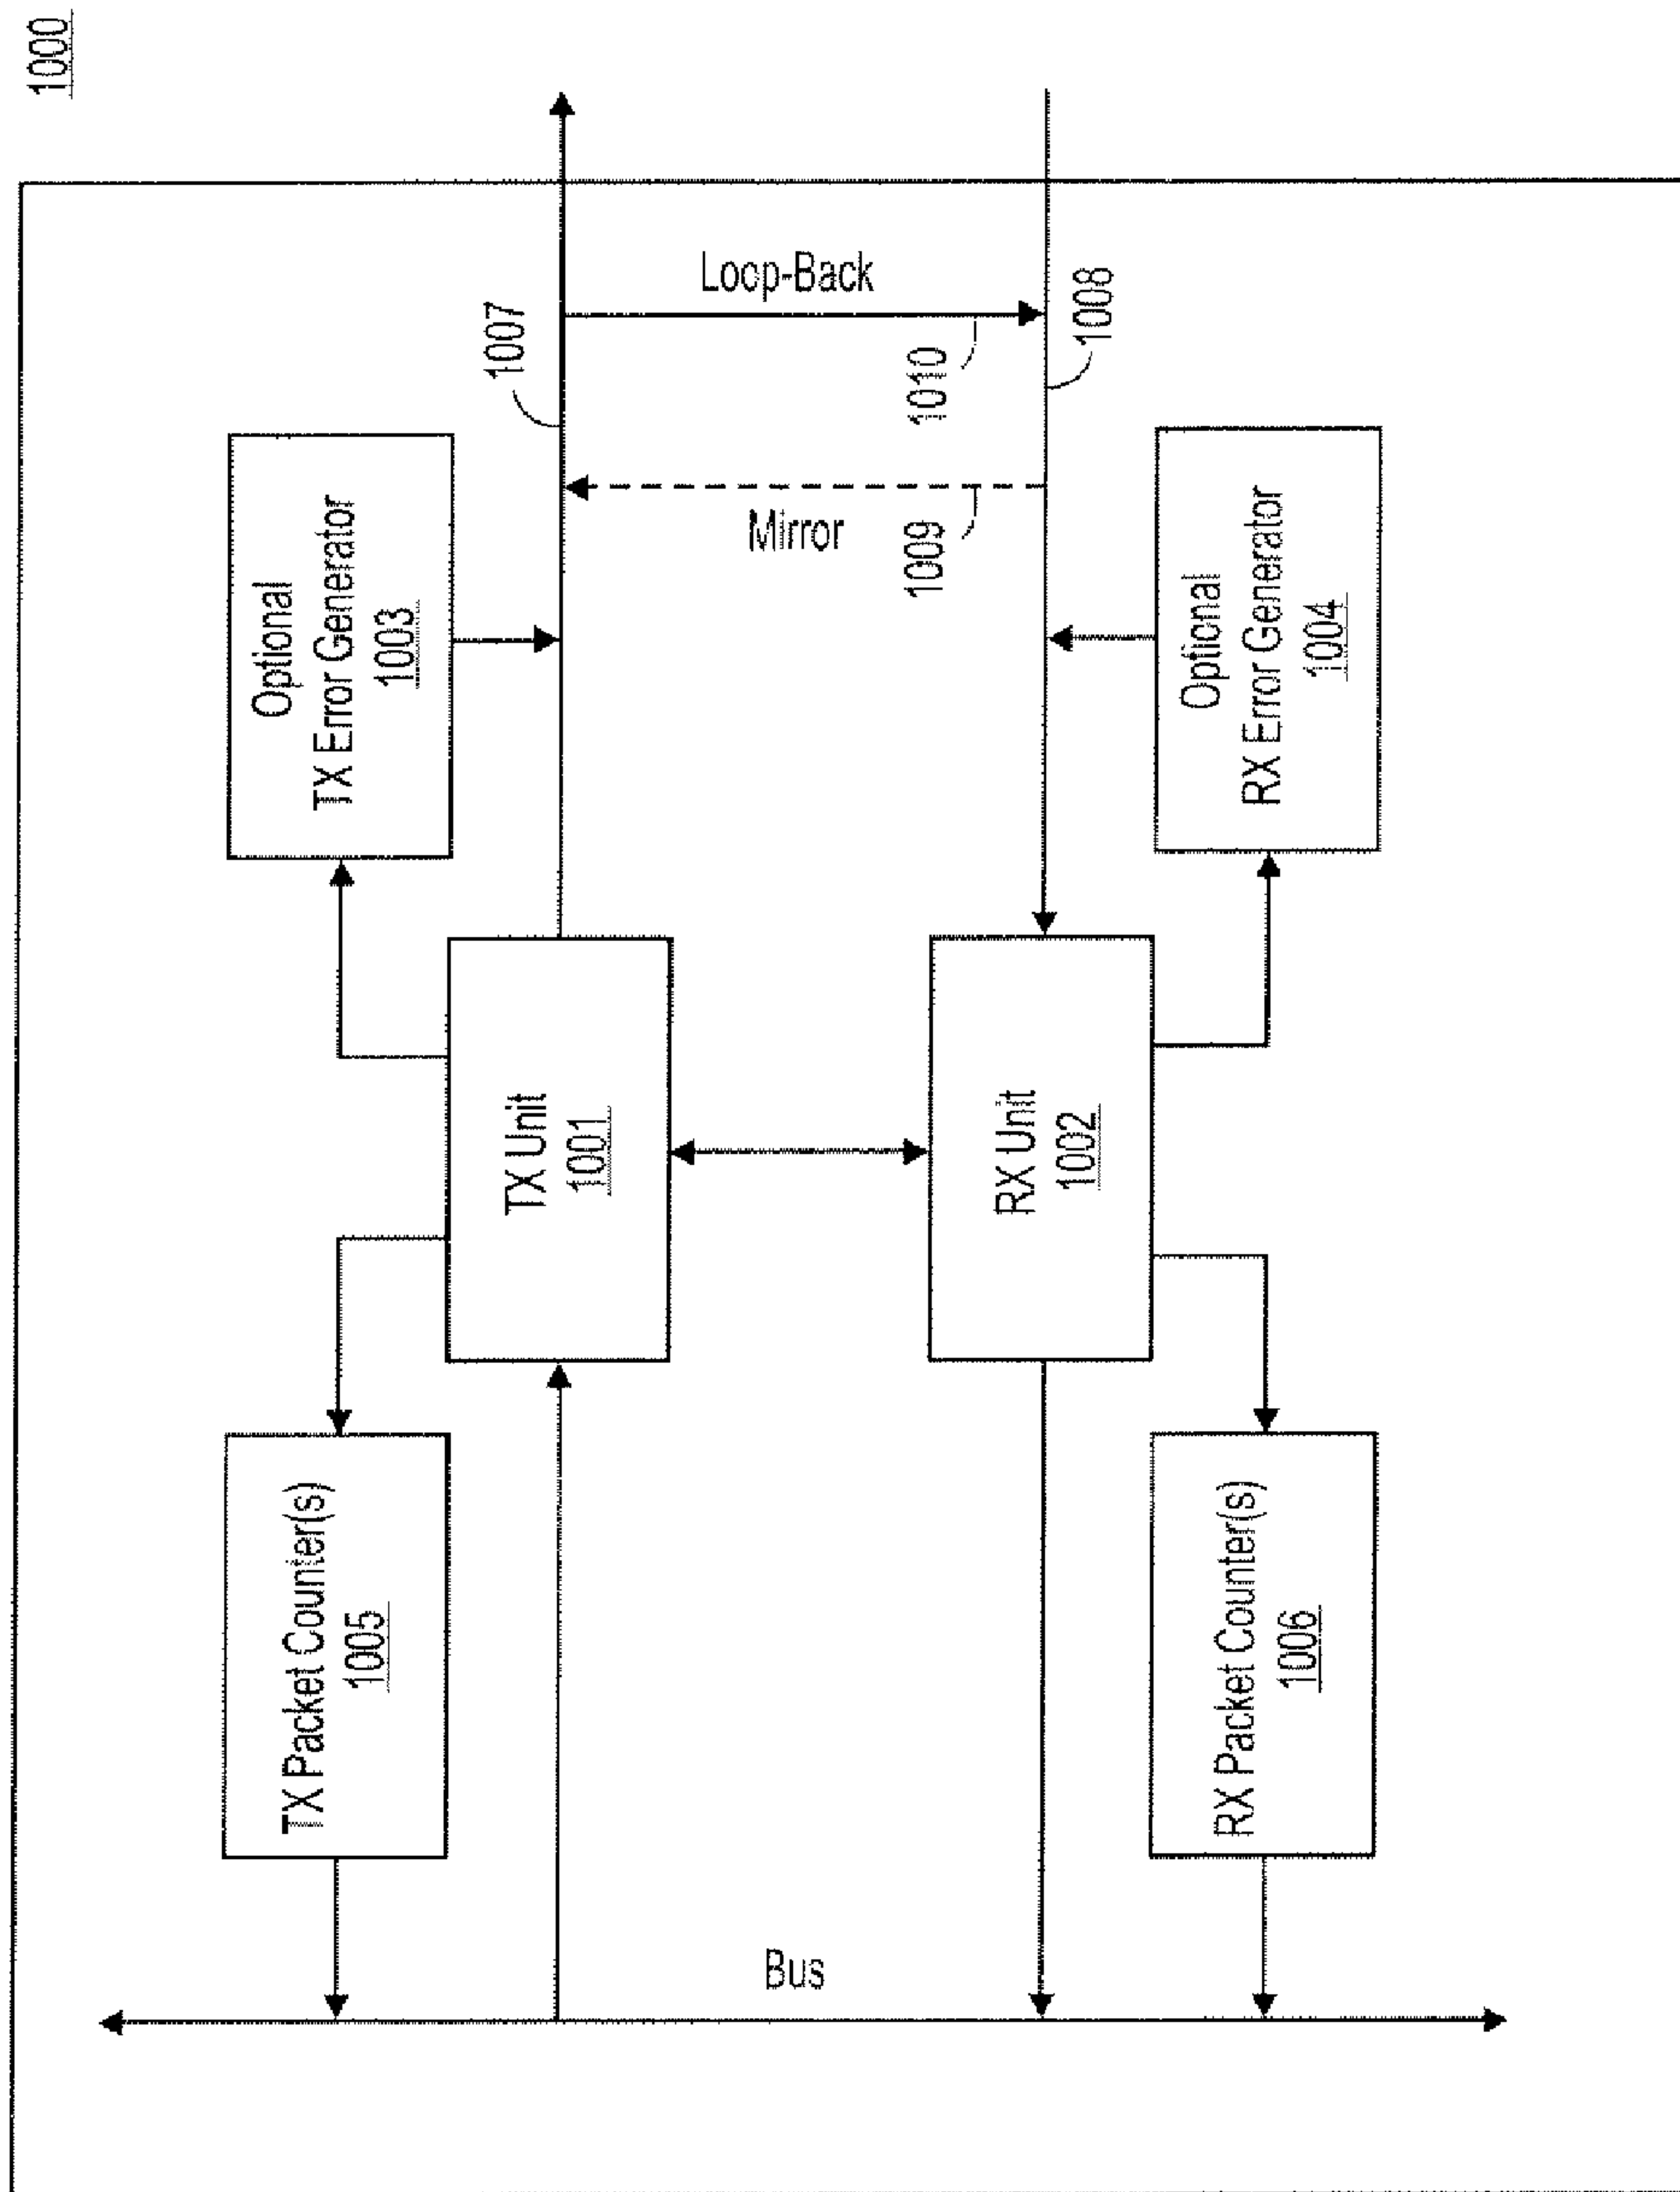 1000
TX Packet Counter(s)
1005
Optional
TX Error Generator
1003
1007
TX Unit
1001
Bus
Mirror
Loop-Back
1009
1010
RX Unit
1002
1008
RX Packet Counter(s)
1006
Optional
RX Error Generator
1004